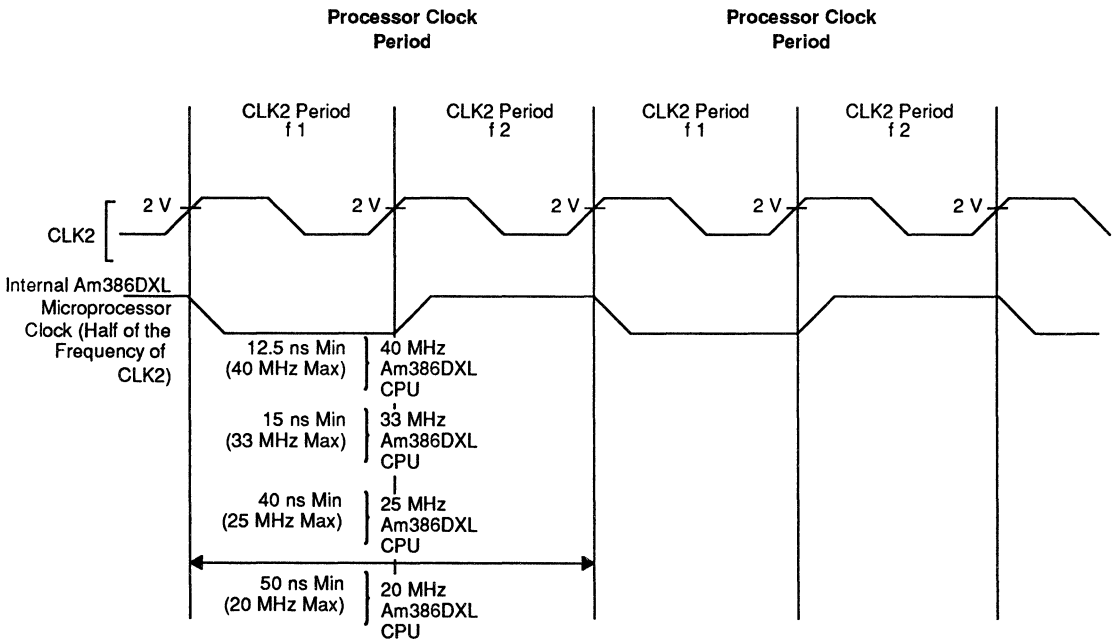 Processor Clock
Period
Processor Clock
Period
CLK2 Period
f 1
CLK2 Period
f 2
CLK2 Period
f 1
CLK2 Period
f 2
2 V
2 V
2 V
2 V
2 V
CLK2
Internal Am386DXL
Microprocessor
Clock (Half of the
Frequency of
CLK2)
12.5 ns Min
(40 MHz Max)
40 MHz
Am386DXL
CPU
15 ns Min
(33 MHz Max)
33 MHz
Am386DXL
CPU
40 ns Min
(25 MHz Max)
25 MHz
Am386DXL
CPU
50 ns Min
(20 MHz Max)
20 MHz
Am386DXL
CPU